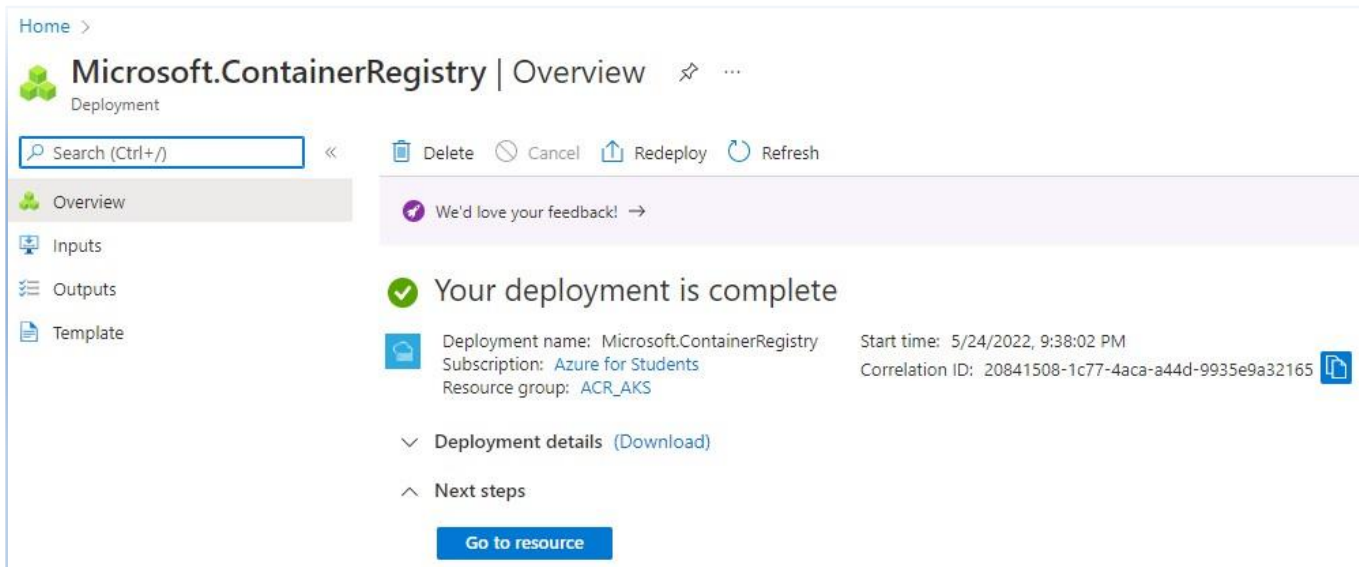 Home >
Microsoft.ContainerRegistry | Overview ...
Deployment
Search (Ctrl+/) «
Delete Cancel Redeploy Refresh
Overview
We'd love your feedback! →
Inputs
Outputs
Template
Your deployment is complete
Deployment name: Microsoft.ContainerRegistry
Subscription: Azure for Students
Resource group: ACR_AKS
Start time: 5/24/2022, 9:38:02 PM
Correlation ID: 20841508-1c77-4aca-a44d-9935e9a32165
Deployment details (Download)
Next steps
Go to resource